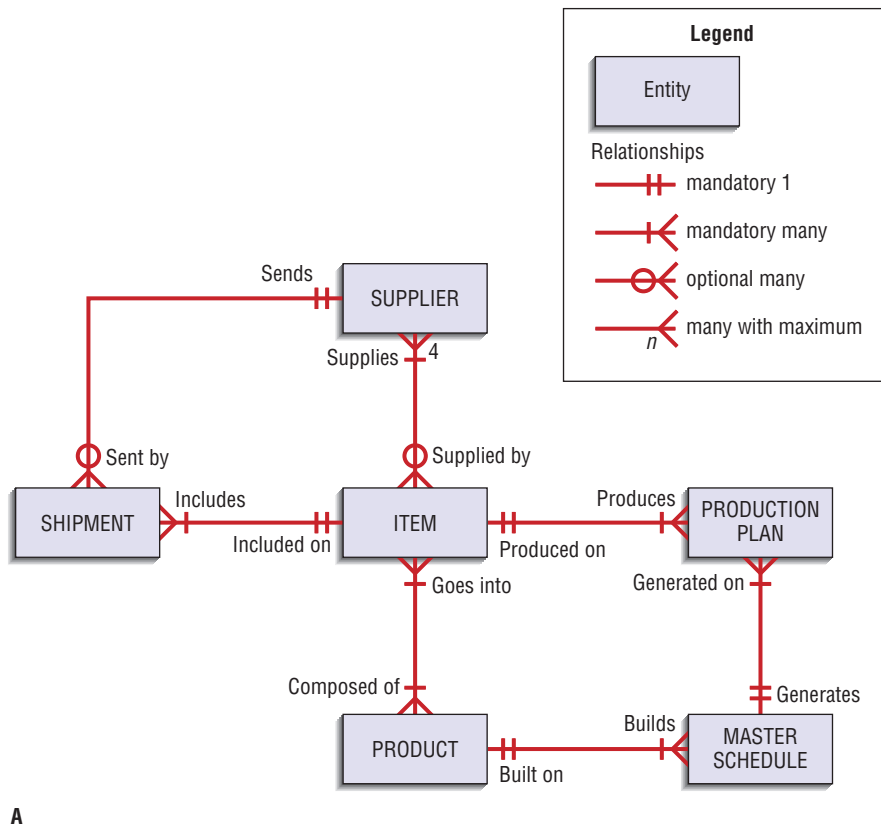 Legend
Entity
Relationships
mandatory 1
mandatory many
optional many
many with maximum
n
Sends
SUPPLIER
Supplies
4
Sent by
Supplied by
SHIPMENT
Includes
Included on
ITEM
Produced on
Produces
PRODUCTION
PLAN
Goes into
Generated on
Composed of
Generates
PRODUCT
Built on
Builds
MASTER
SCHEDULE
A